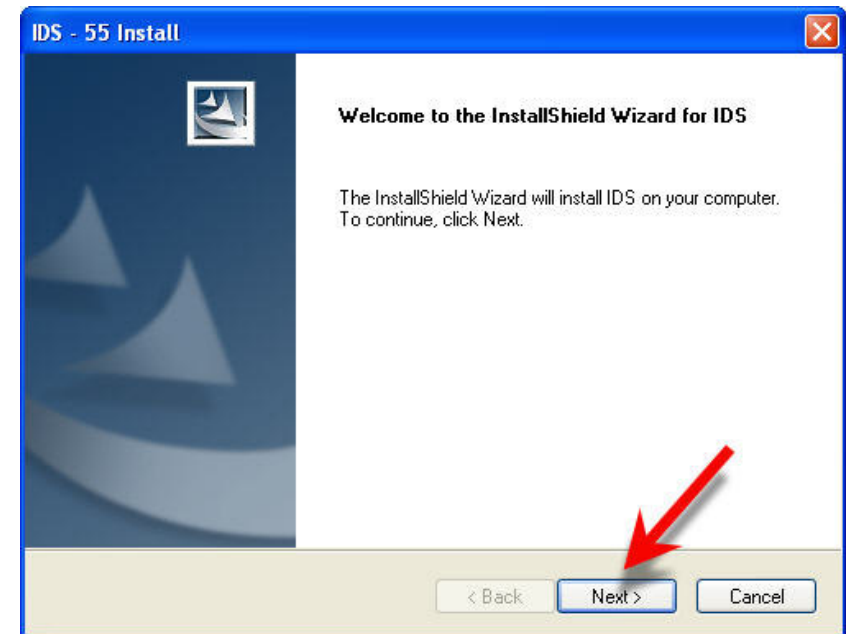 IDS - 55 Install
Welcome to the InstallShield Wizard for IDS
The InstallShield Wizard will install IDS on your computer.
To continue, click Next.
< Back
Next >
Cancel